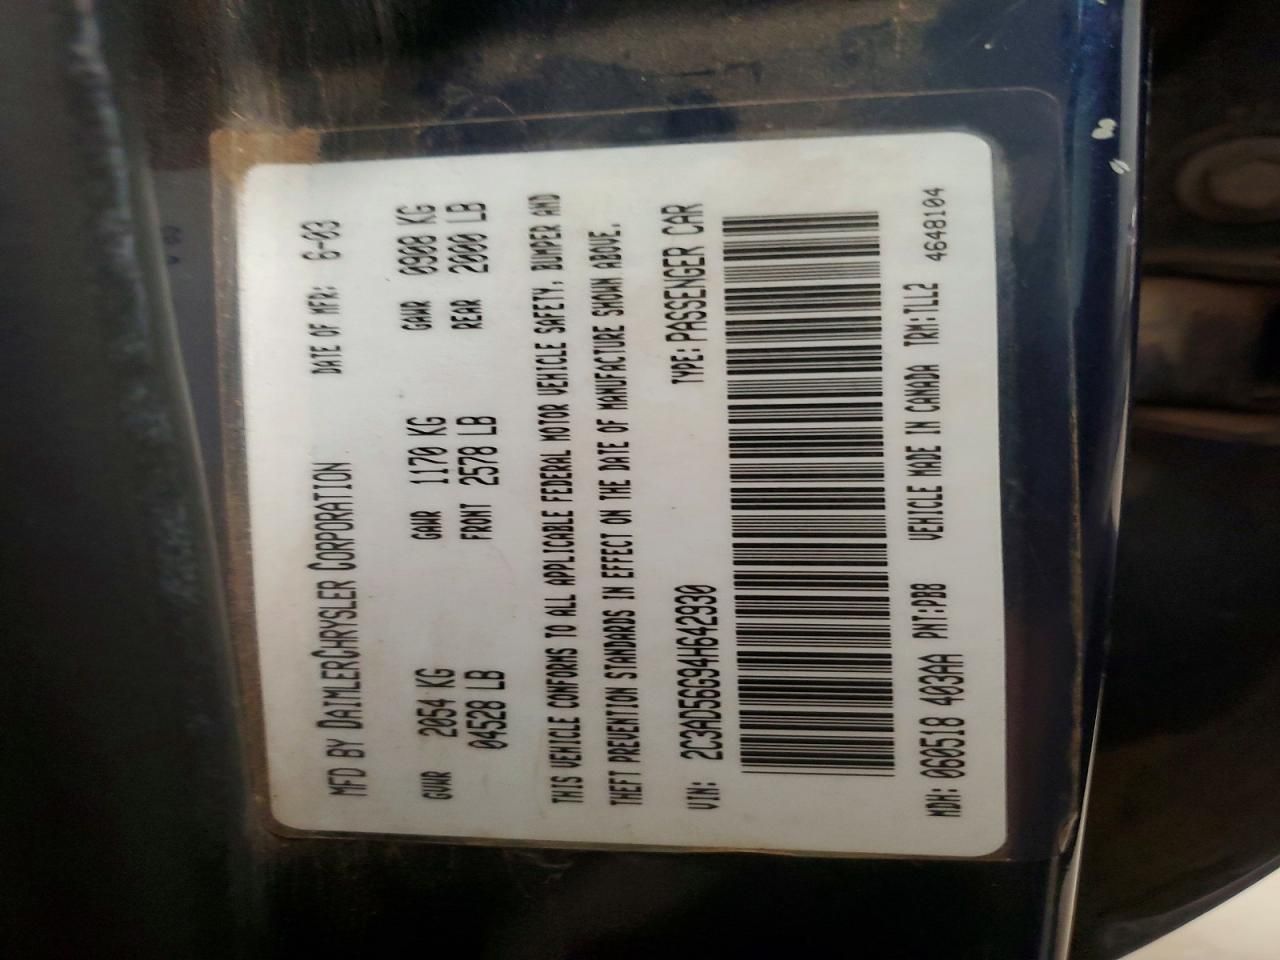 MFD BY DAIMLERCHRYSLER CORPORATION DATE OF MFR: 6-03
GVWR 2054 KG GAWR 1170 KG GAWR 0908 KG
04528 LB FRONT 2578 LB REAR 2000 LB
THIS VEHICLE CONFORMS TO ALL APPLICABLE FEDERAL MOTOR VEHICLE SAFETY, BUMPER AND
THEFT PREVENTION STANDARDS IN EFFECT ON THE DATE OF MANUFACTURE SHOWN ABOVE.
VIN: 2C3AD56G94H642930 TYPE: PASSENGER CAR
MDH: 060518 403AA PNT:PB8 VEHICLE MADE IN CANADA TRM:TLL2 4648104